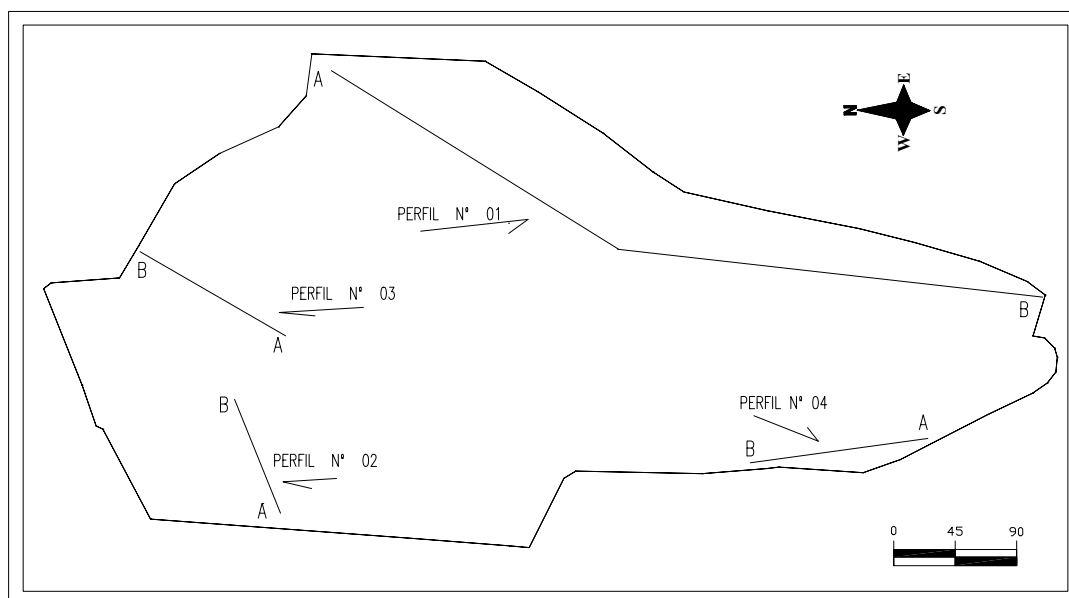 A
E
N
S
W
PERFIL N° 01
B
PERFIL N° 03
B
A
PERFIL N° 04
B
A
B
PERFIL N° 02
A
0 45 90